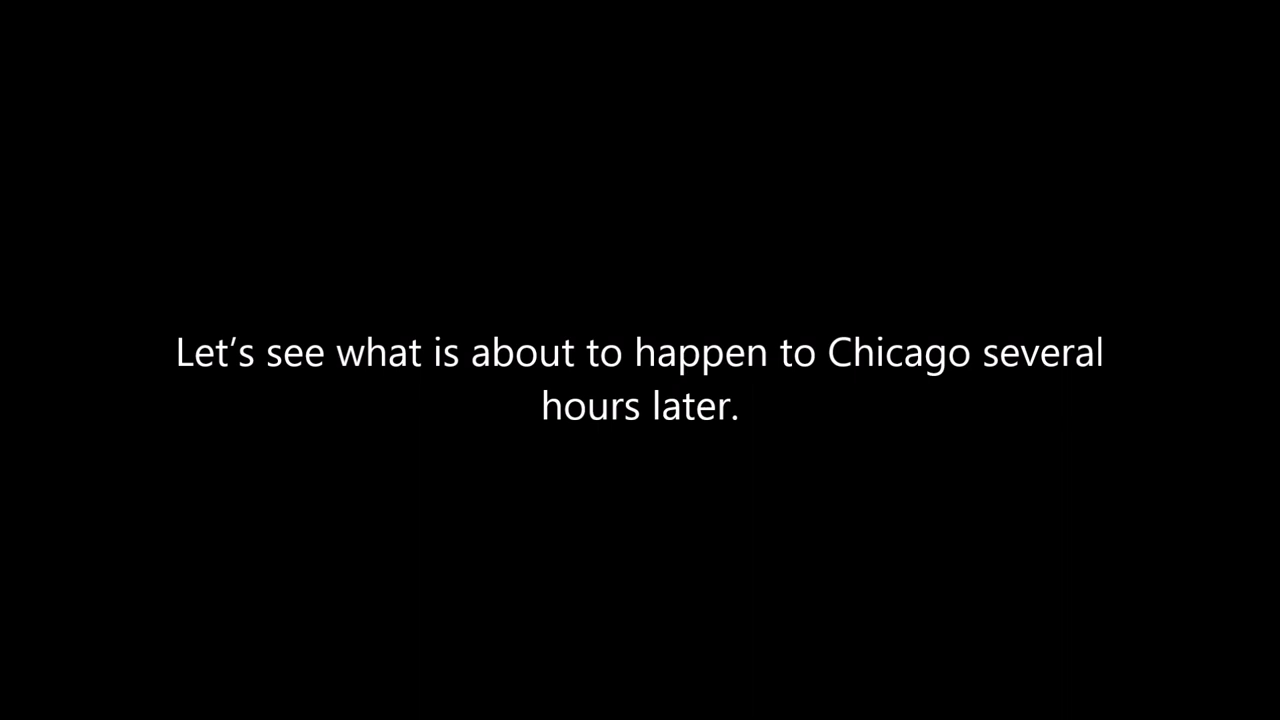 Let’s see what is about to happen to Chicago several
hours later.